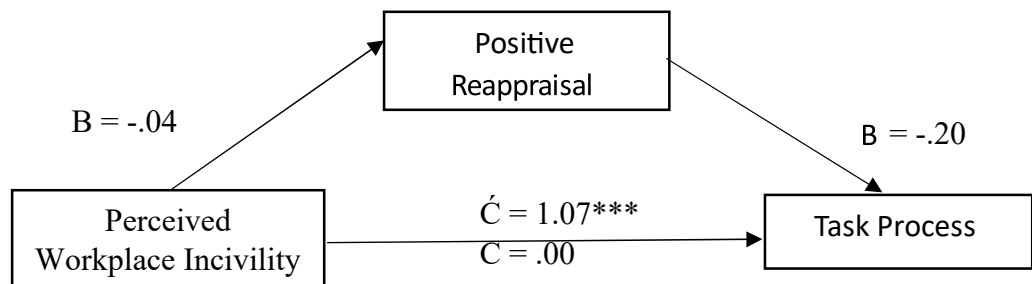 Positive
Reappraisal
B = -.04
B = -.20
Perceived
Workplace Incivility
Ć = 1.07***
C = .00
Task Process